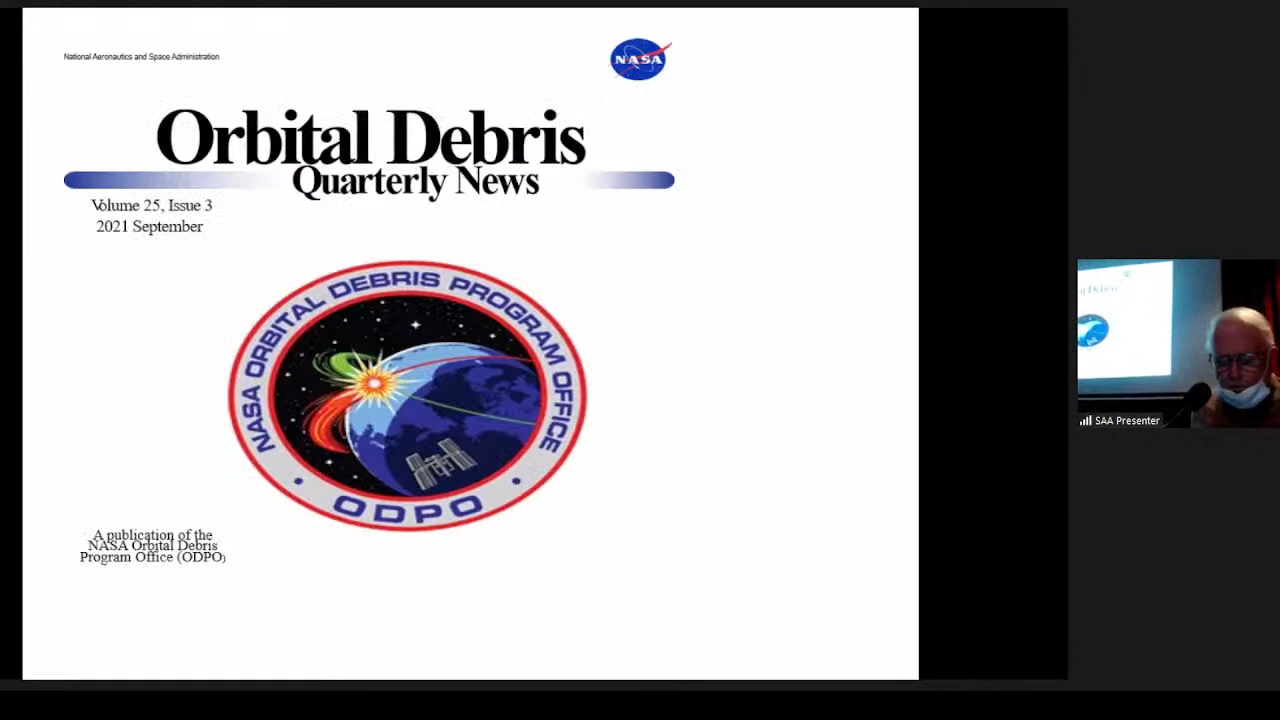 National Aeronautics and Space Administration
NASA
Orbital Debris
Quarterly News
Volume 25, Issue 3
2021 September
NASA ORBITAL DEBRIS PROGRAM OFFICE
ODPO
A publication of the
NASA Orbital Debris
Program Office (ODPO)
SAA Presenter